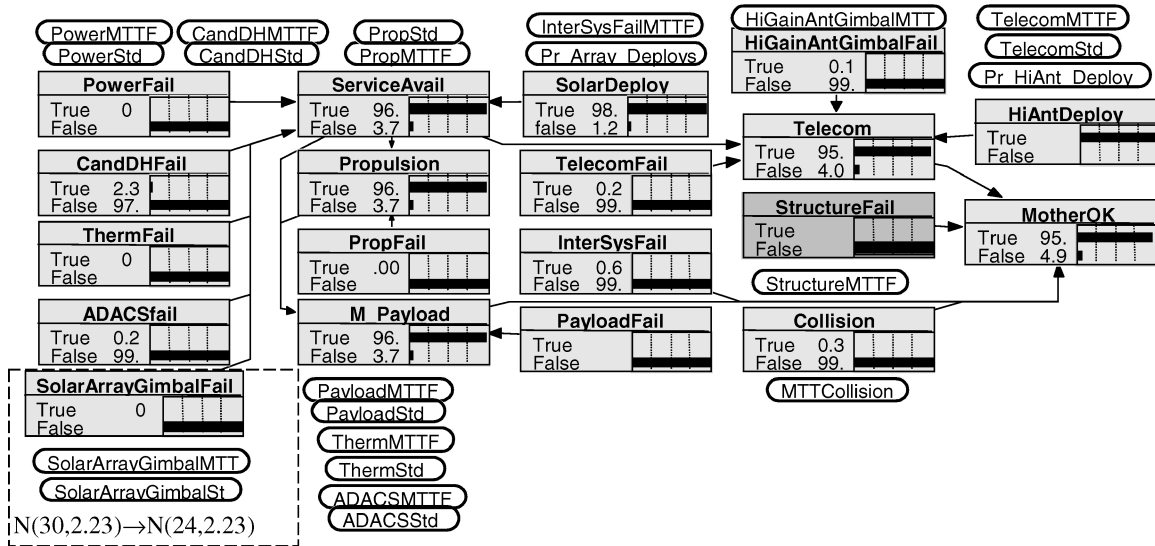 PowerMTTF
PowerStd
CandDHMTTF
CandDHStd
PropStd
PropMTTF
InterSysFailMTTF
Pr_Array_Deploys
HiGainAntGimbalMTT
TelecomMTTF
TelecomStd
Pr_HiAnt_Deploy
PowerFail
True 0
False
ServiceAvail
True 96.
False 3.7
SolarDeploy
True 98.
false 1.2
HiGainAntGimbalFail
True 0.1
False 99.
HiAntDeploy
True
False
CandDHFail
True 2.3
False 97.
Propulsion
True 96.
False 3.7
TelecomFail
True 0.2
False 99.
Telecom
True 95.
False 4.0
ThermFail
True 0
False
PropFail
True .00
False
InterSysFail
True 0.6
False 99.
StructureFail
True
False
MotherOK
True 95.
False 4.9
StructureMTTF
ADACSfail
True 0.2
False 99.
M_Payload
True 96.
False 3.7
PayloadFail
True
False
Collision
True 0.3
False 99.
MTTCollision
SolarArrayGimbalFail
True 0
False
SolarArrayGimbalMTT
SolarArrayGimbalSt
N(30,2.23)→N(24,2.23)
PayloadMTTF
PayloadStd
ThermMTTF
ThermStd
ADACSMTTF
ADACSStd